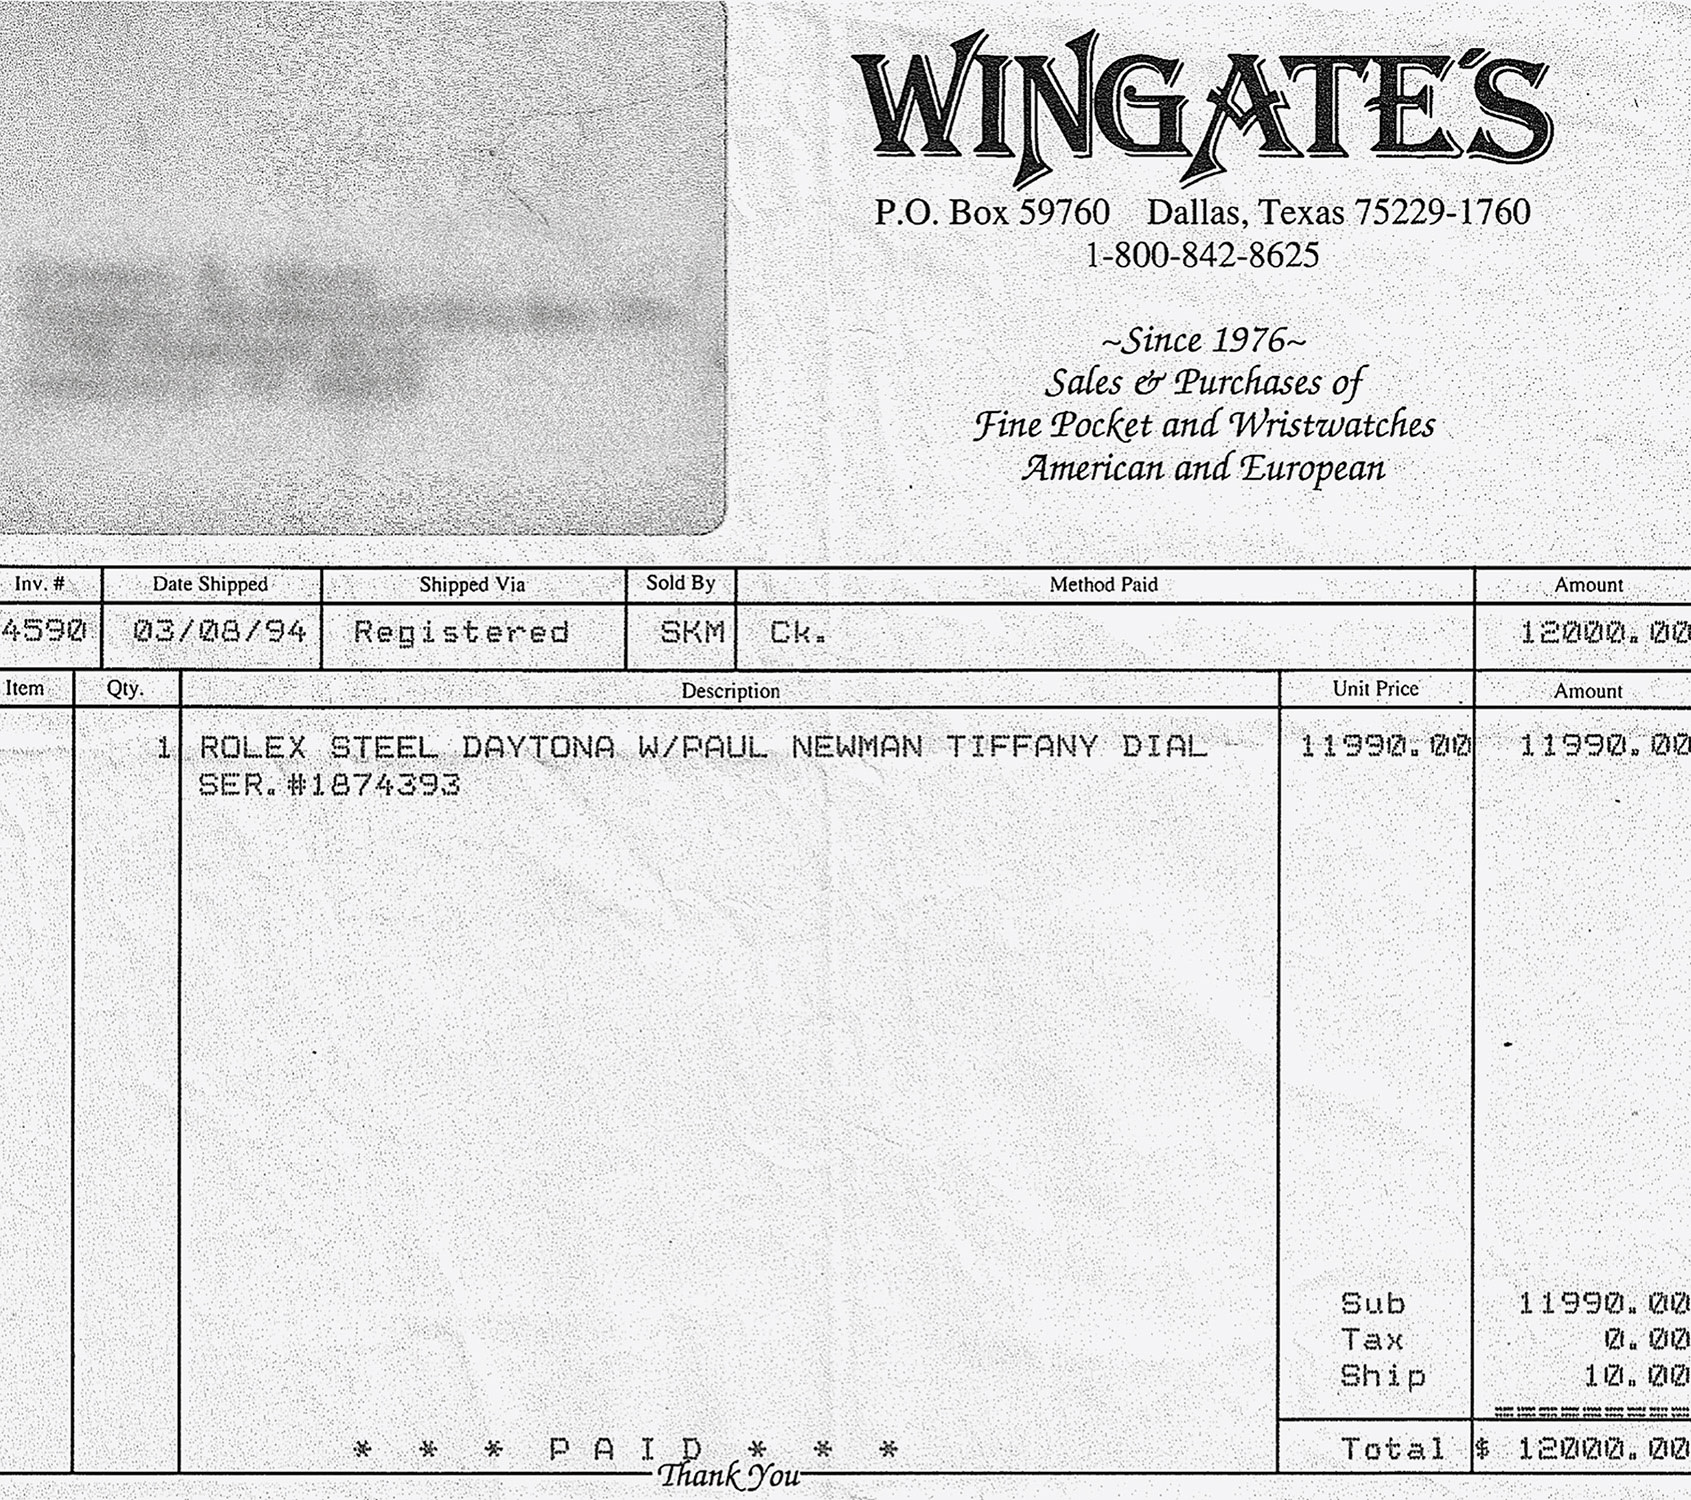 WINGATE'S
P.O. Box 59760 Dallas, Texas 75229-1760
1-800-842-8625
~Since 1976~
Sales & Purchases of
Fine Pocket and Wristwatches
American and European
Inv. # Date Shipped Shipped Via Sold By Method Paid Amount
4590 03/08/94 Registered SKM Ck. 12000.00
Item Qty. Description Unit Price Amount
1 ROLEX STEEL DAYTONA W/PAUL NEWMAN TIFFANY DIAL 11990.00 11990.00
SER.#1874393
Sub 11990.00
Tax 0.00
Ship 10.00
========
* * * P A I D * * * Total $ 12000.00
Thank You